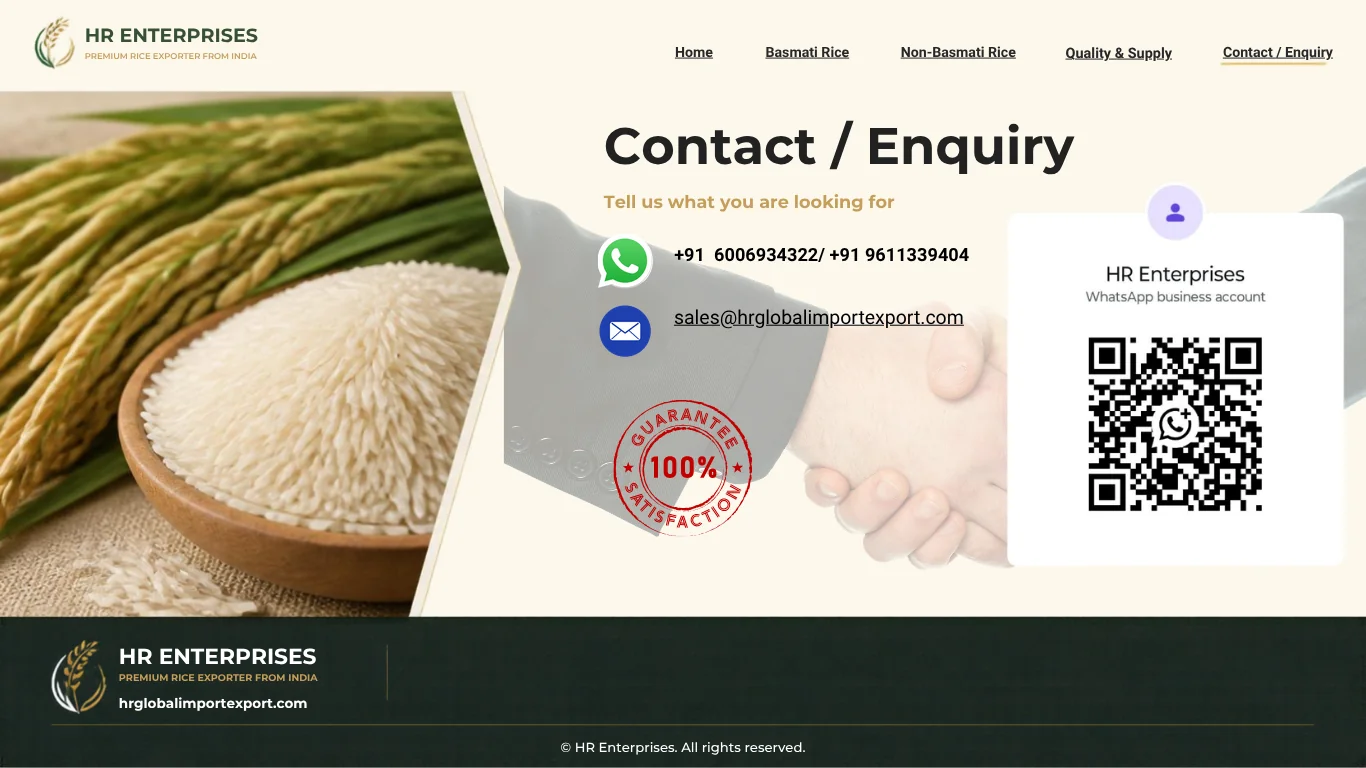 HR ENTERPRISES
PREMIUM RICE EXPORTER FROM INDIA
Home
Basmati Rice
Non-Basmati Rice
Quality & Supply
Contact / Enquiry
Contact / Enquiry
Tell us what you are looking for
+91  6006934322/ +91 9611339404
sales@hrglobalimportexport.com
GUARANTEE
100%
SATISFACTION
HR Enterprises
WhatsApp business account
HR ENTERPRISES
PREMIUM RICE EXPORTER FROM INDIA
hrglobalimportexport.com
© HR Enterprises. All rights reserved.